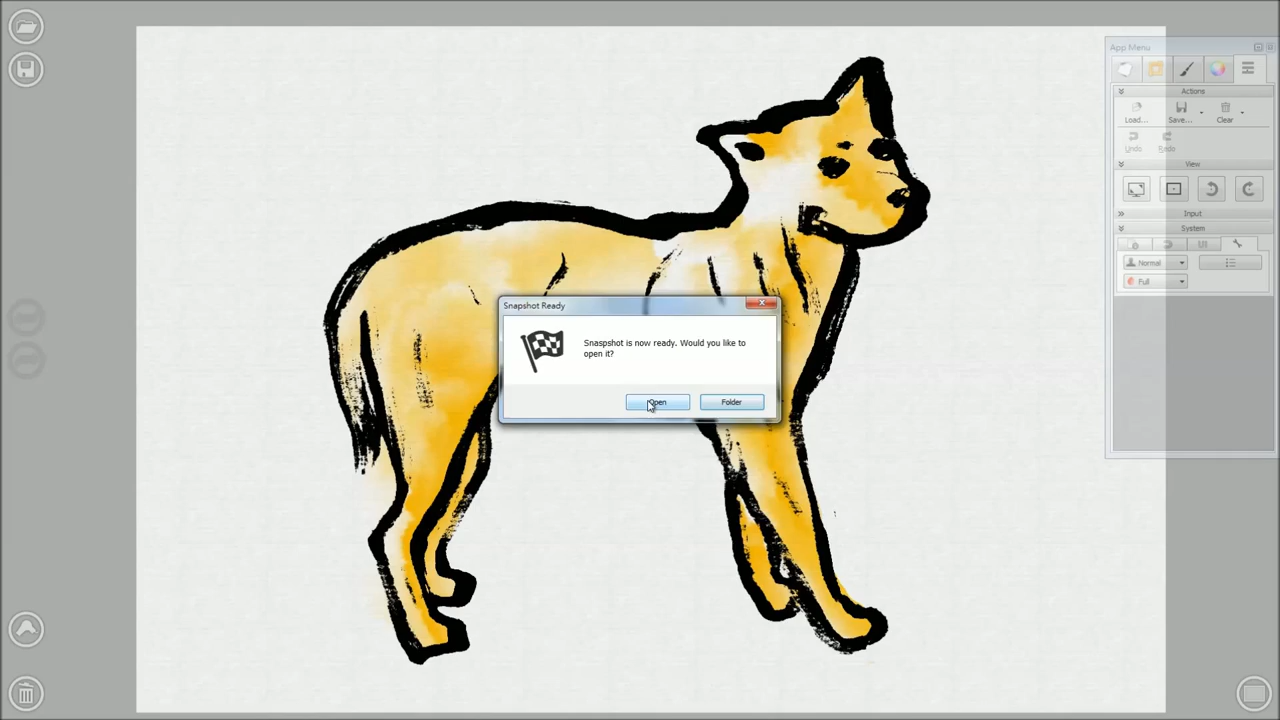 App Menu
Actions
Load...
Save...
Clear
Undo
Redo
View
Input
System
Normal
Full
Snapshot Ready
Snaspshot is now ready. Would you like to
open it?
Open
Folder